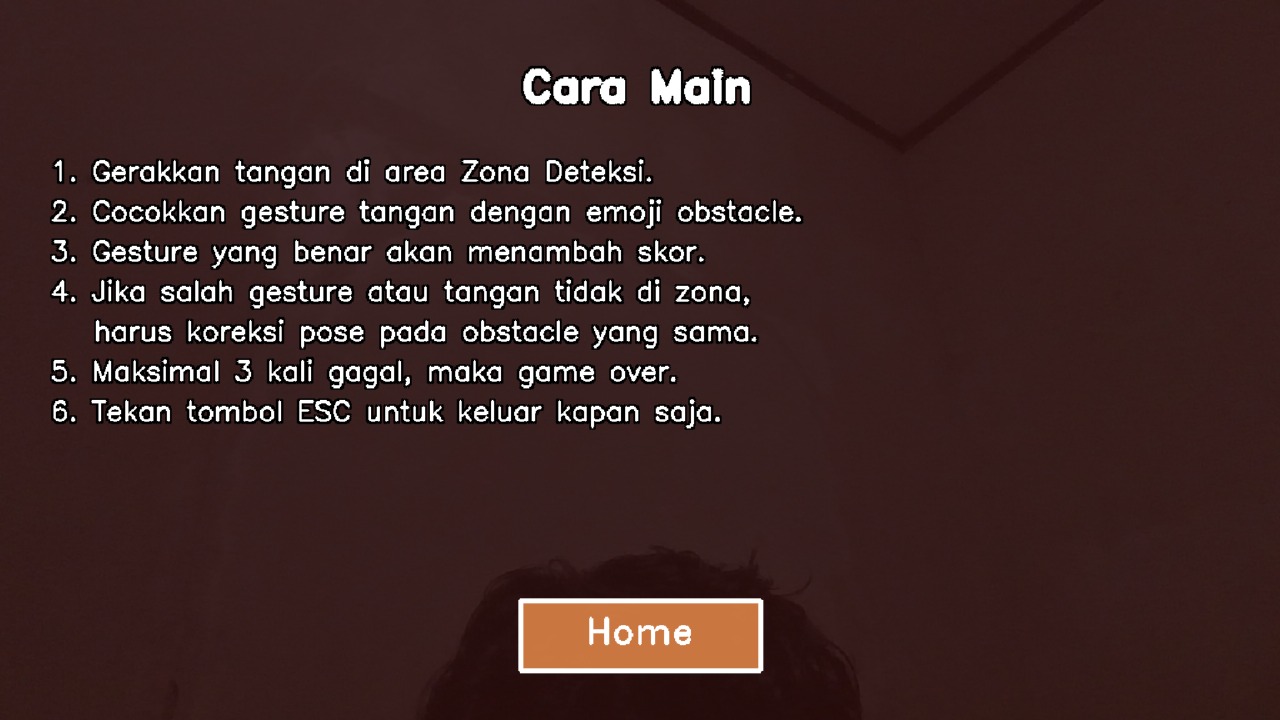 Cara Main
1. Gerakkan tangan di area Zona Deteksi.
2. Cocokkan gesture tangan dengan emoji obstacle.
3. Gesture yang benar akan menambah skor.
4. Jika salah gesture atau tangan tidak di zona,
harus koreksi pose pada obstacle yang sama.
5. Maksimal 3 kali gagal, maka game over.
6. Tekan tombol ESC untuk keluar kapan saja.
Home